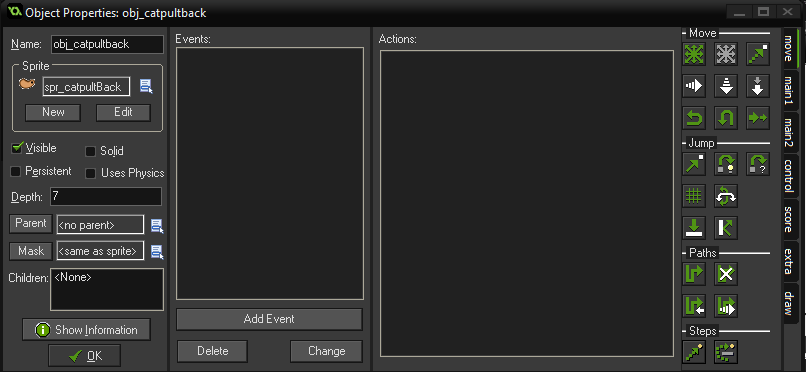 Object Properties: obj_catpultback
Name: obj_catpultback
Sprite
spr_catpultBack
New Edit
Visible Solid
Persistent Uses Physics
Depth: 7
Parent <no parent>
Mask <same as sprite>
Children: <None>
Show Information
OK
Events:
Add Event
Delete Change
Actions:
Move
Jump
Paths
Steps
move
main1
main2
control
score
extra
draw